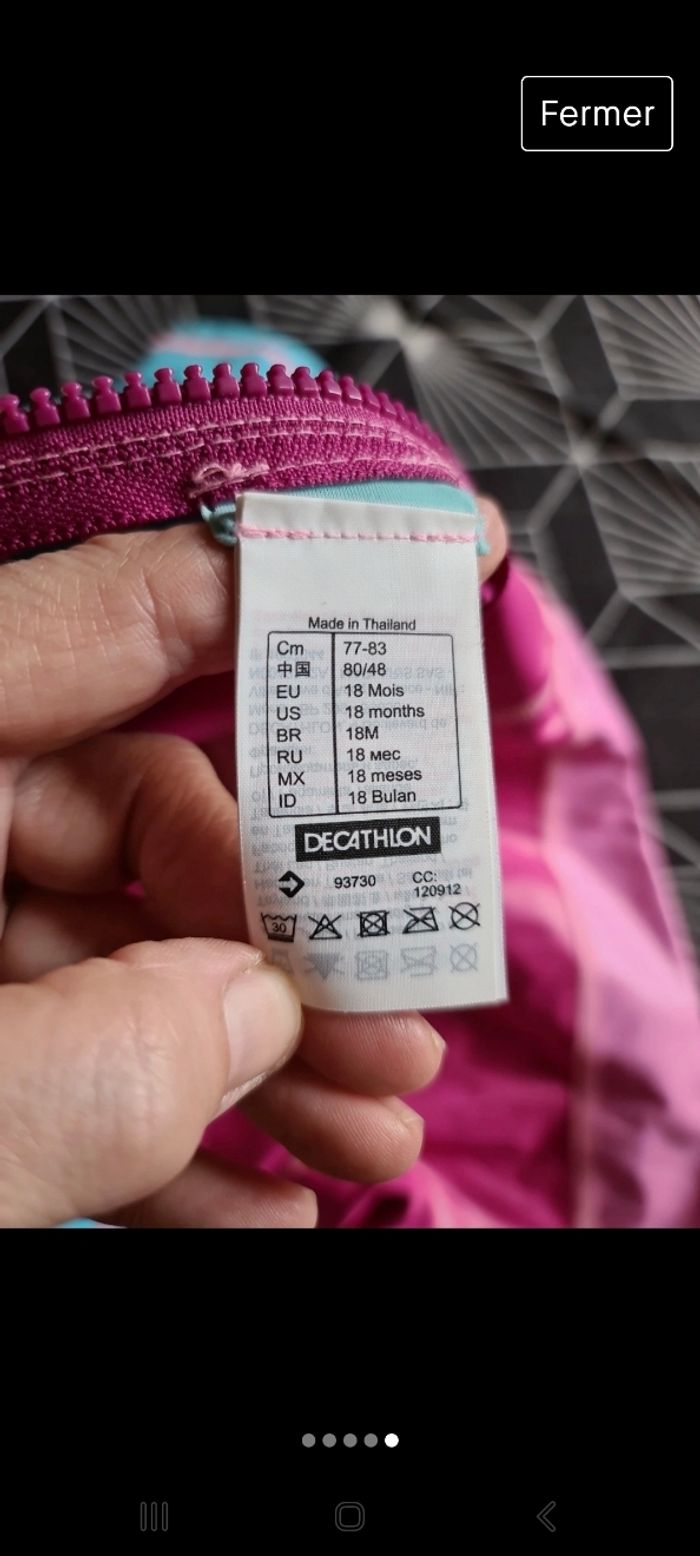 Fermer
Made in Thailand
Cm 77-83
中国 80/48
EU 18 Mois
US 18 months
BR 18M
RU 18 мес
MX 18 meses
ID 18 Bulan
DECATHLON
93730 CC: 120912
30